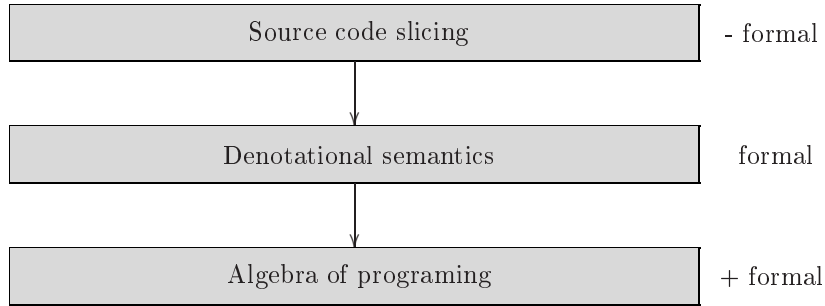 Source code slicing - formal
Denotational semantics formal
Algebra of programing + formal